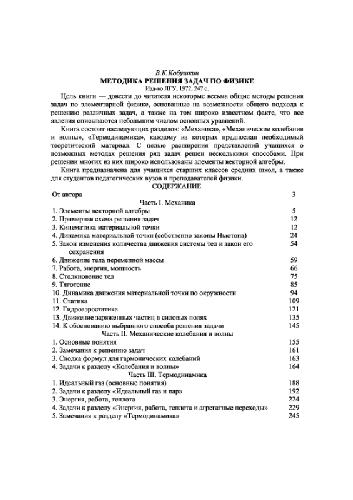 В.К. Кобушкин
МЕТОДИКА РЕШЕНИЯ ЗАДАЧ ПО ФИЗИКЕ
Изд-во ЛГУ, 1972, 247 с.
Цель книги — довести до читателя некоторые весьма общие методы решения
задач по элементарной физике, основанные на возможности общего подхода к
решению различных задач, а также на том широко известном факте, что все
явления описываются небольшим числом основных уравнений.
Книга состоит из следующих разделов: «Механика», «Механические колебания
и волны», «Термодинамика», каждому из которых предпослан необходимый
теоретический материал. С целью расширения представлений учащихся о
возможных методах решения ряд задач решен несколькими способами. При
решении многих из них широко использованы элементы векторной алгебры.
Книга предназначена для учащихся старших классов средних школ, а также
для студентов педагогических вузов и преподавателей физики.
СОДЕРЖАНИЕ
От автора 3
Часть I. Механика
1. Элементы векторной алгебры 5
2. Примерная схема решения задач 12
3. Кинематика материальной точки 12
4. Динамика материальной точки (собственно законы Ньютона) 24
5. Закон изменения количества движения системы тел и закон его 54
сохранения
6. Движение тела переменной массы 59
7. Работа, энергия, мощность 66
8. Столкновения тел 75
9. Тяготение 85
10. Динамика движения материальной точки по окружности 94
11. Статика 109
12. Гидроаэростатика 121
13. Движение заряженных частиц в силовых полях 135
14. К обоснованию выбранного способа решения задачи 145
Часть II. Механические колебания и волны
1. Основные понятия 155
2. Замечания к решению задач 161
3. Сводка формул для гармонических колебаний 163
4. Задачи к разделу «Колебания и волны» 164
Часть III. Термодинамика
1. Идеальный газ (основные понятия) 188
2. Задачи к разделу «Идеальный газ и пар» 192
3. Энергия, работа, теплота 224
4. Задачи к разделу «Энергия, работа, теплота и агрегатные переходы» 229
5. Замечания к разделу «Термодинамика» 245